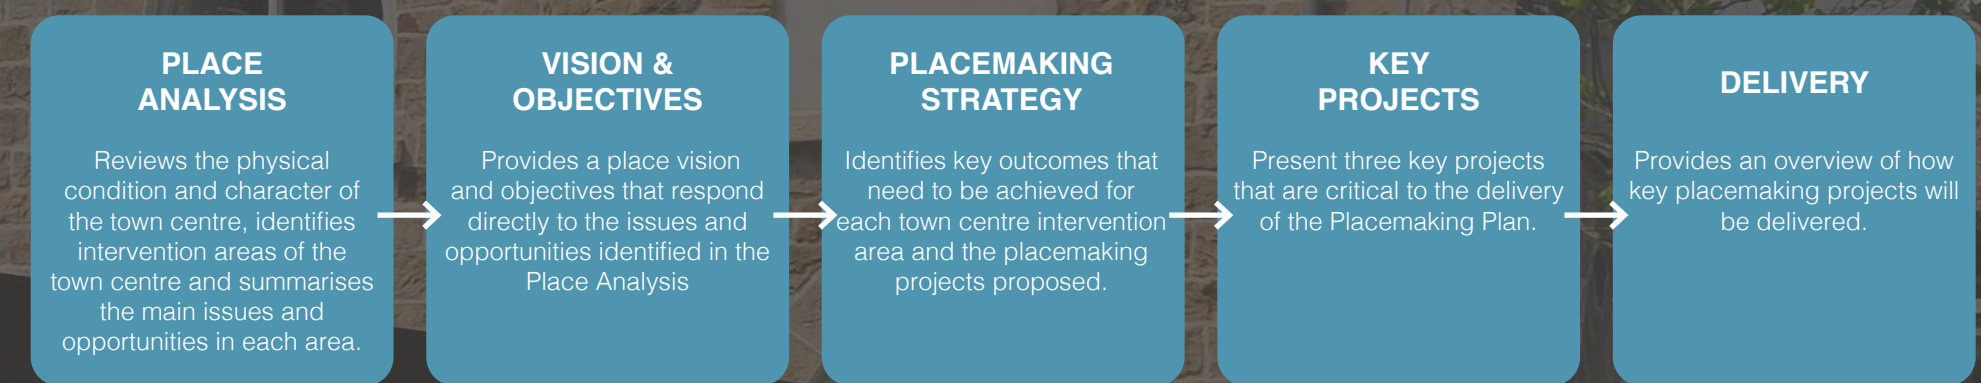 PLACE
ANALYSIS
Reviews the physical
condition and character of
the town centre, identifies
intervention areas of the
town centre and summarises
the main issues and
opportunities in each area.
VISION &
OBJECTIVES
Provides a place vision
and objectives that respond
directly to the issues and
opportunities identified in the
Place Analysis
PLACEMAKING
STRATEGY
Identifies key outcomes that
need to be achieved for
each town centre intervention
area and the placemaking
projects proposed.
KEY
PROJECTS
Present three key projects
that are critical to the delivery
of the Placemaking Plan.
DELIVERY
Provides an overview of how
key placemaking projects will
be delivered.